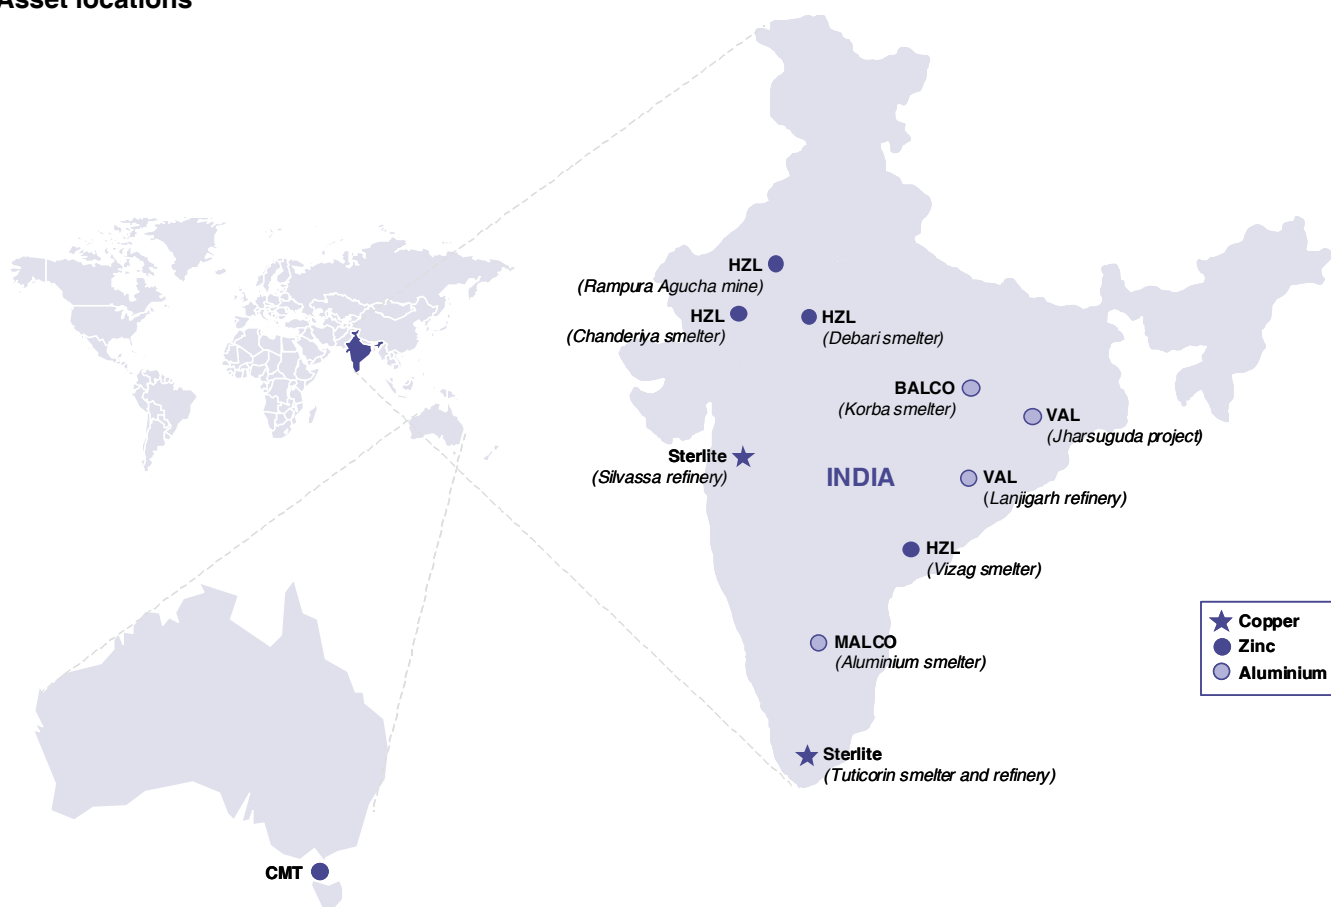 Asset locations
HZL
(Rampura Agucha mine)
HZL
(Chanderiya smelter)
HZL
(Debari smelter)
BALCO
(Korba smelter)
VAL
(Jharsuguda project)
Sterlite
(Silvassa refinery)
INDIA
VAL
(Lanjigarh refinery)
HZL
(Vizag smelter)
MALCO
(Aluminium smelter)
Sterlite
(Tuticorin smelter and refinery)
Copper
Zinc
Aluminium
CMT